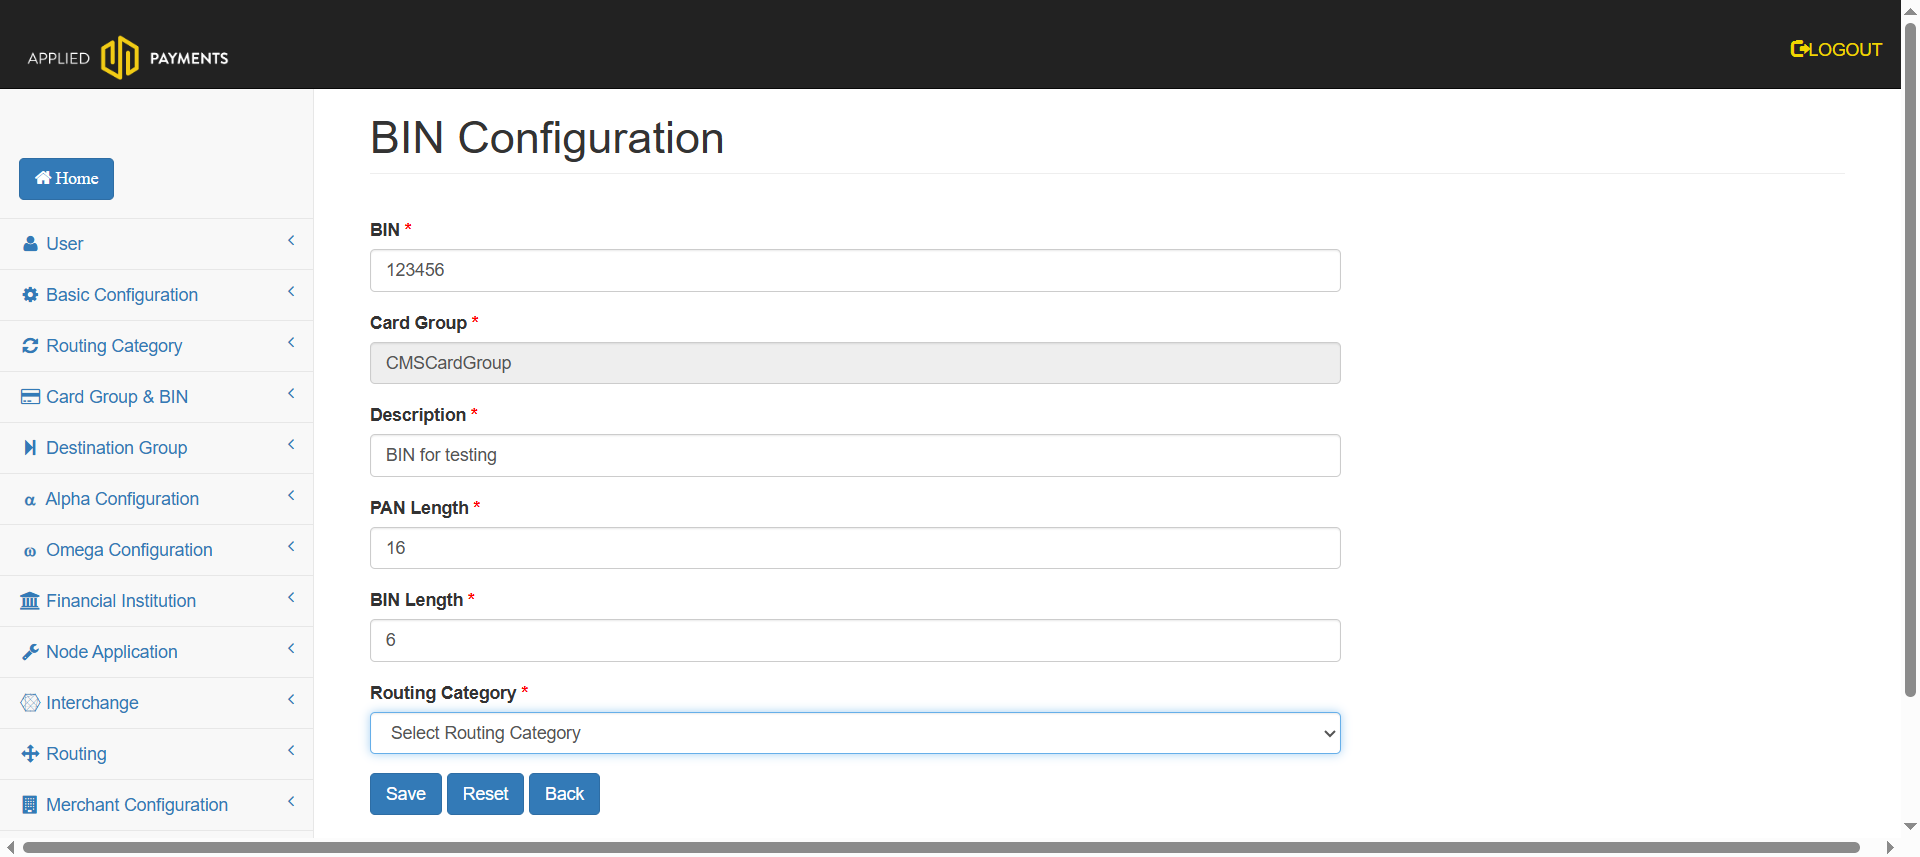 APPLIED PAYMENTS
LOGOUT
Home
User
Basic Configuration
Routing Category
Card Group & BIN
Destination Group
α Alpha Configuration
ω Omega Configuration
Financial Institution
Node Application
Interchange
Routing
Merchant Configuration
BIN Configuration
BIN *
123456
Card Group *
CMSCardGroup
Description *
BIN for testing
PAN Length *
16
BIN Length *
6
Routing Category *
Select Routing Category
Save Reset Back